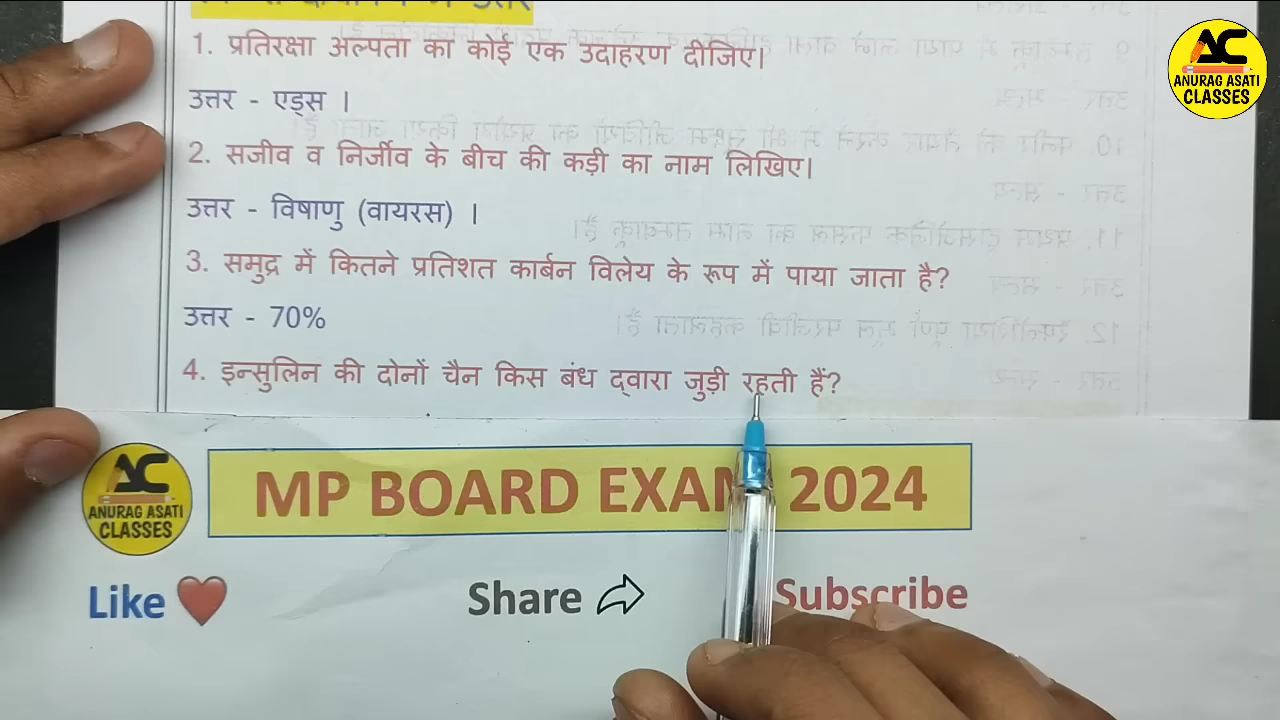 AC
ANURAG ASATI
CLASSES
1. प्रतिरक्षा अल्पता का कोई एक उदाहरण दीजिए।
उत्तर - एड्स ।
2. सजीव व निर्जीव के बीच की कड़ी का नाम लिखिए।
उत्तर - विषाणु (वायरस) ।
3. समुद्र में कितने प्रतिशत कार्बन विलेय के रूप में पाया जाता है?
उत्तर - 70%
4. इन्सुलिन की दोनों चैन किस बंध द्वारा जुड़ी रहती हैं?
AC
ANURAG ASATI
CLASSES
MP BOARD EXAM 2024
Like Share Subscribe